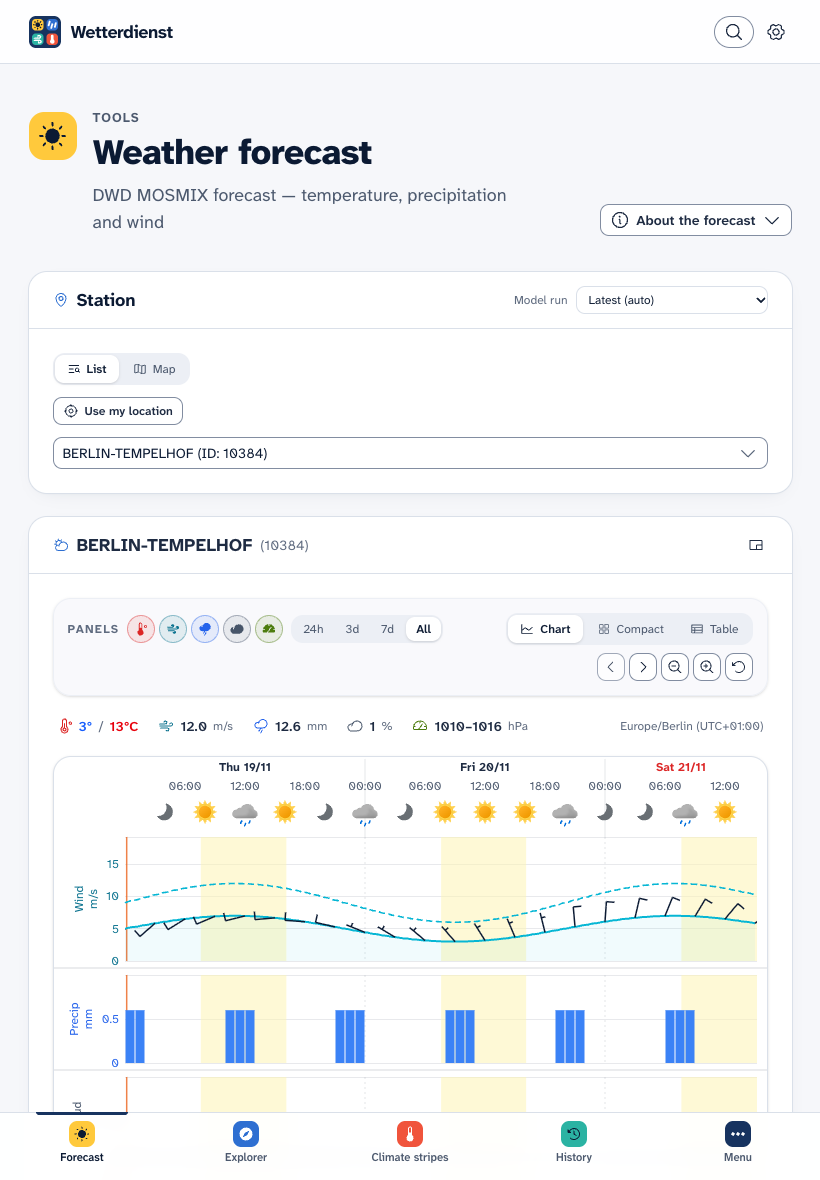 Wetterdienst
TOOLS
Weather forecast
DWD MOSMIX forecast — temperature, precipitation
and wind
About the forecast
Station
Model run
Latest (auto)
List
Map
Use my location
BERLIN-TEMPELHOF (ID: 10384)
BERLIN-TEMPELHOF (10384)
PANELS
24h 3d 7d All
Chart Compact Table
3° / 13°C 12.0 m/s 12.6 mm 1 % 1010–1016 hPa Europe/Berlin (UTC+01:00)
Thu 19/11 Fri 20/11 Sat 21/11
06:00 12:00 18:00 00:00 06:00 12:00 18:00 00:00 06:00 12:00
Wind
m/s
15
10
5
0
Precip
mm
0.5
0
Forecast Explorer Climate stripes History Menu